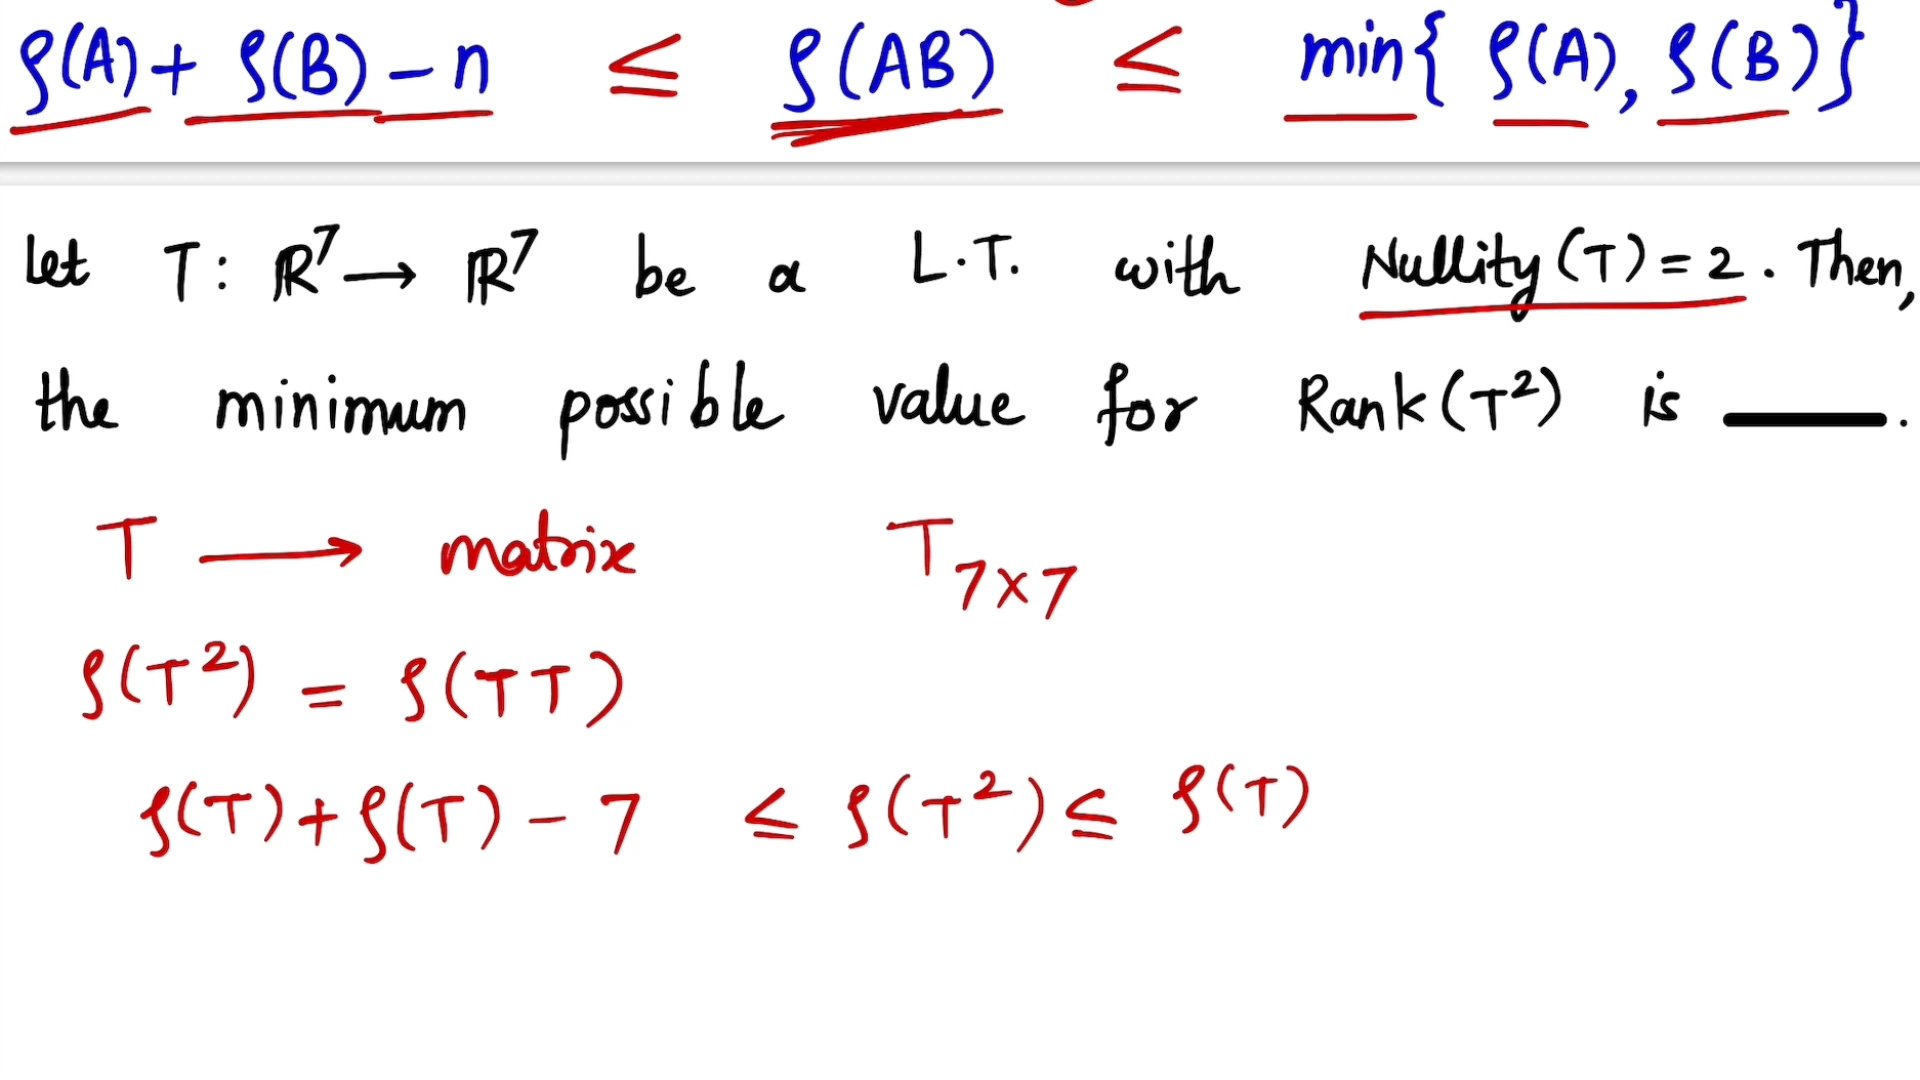 ρ(A) + ρ(B) - n ≤ ρ(AB) ≤ min{ ρ(A), ρ(B)}
let T: ℝ⁷ → ℝ⁷ be a L.T. with Nullity (T) = 2. Then,
the minimum possible value for Rank(T²) is ____.
T → matrix T₇ₓ₇
ρ(T²) = ρ(TT)
ρ(T) + ρ(T) - 7 ≤ ρ(T²) ≤ ρ(T)